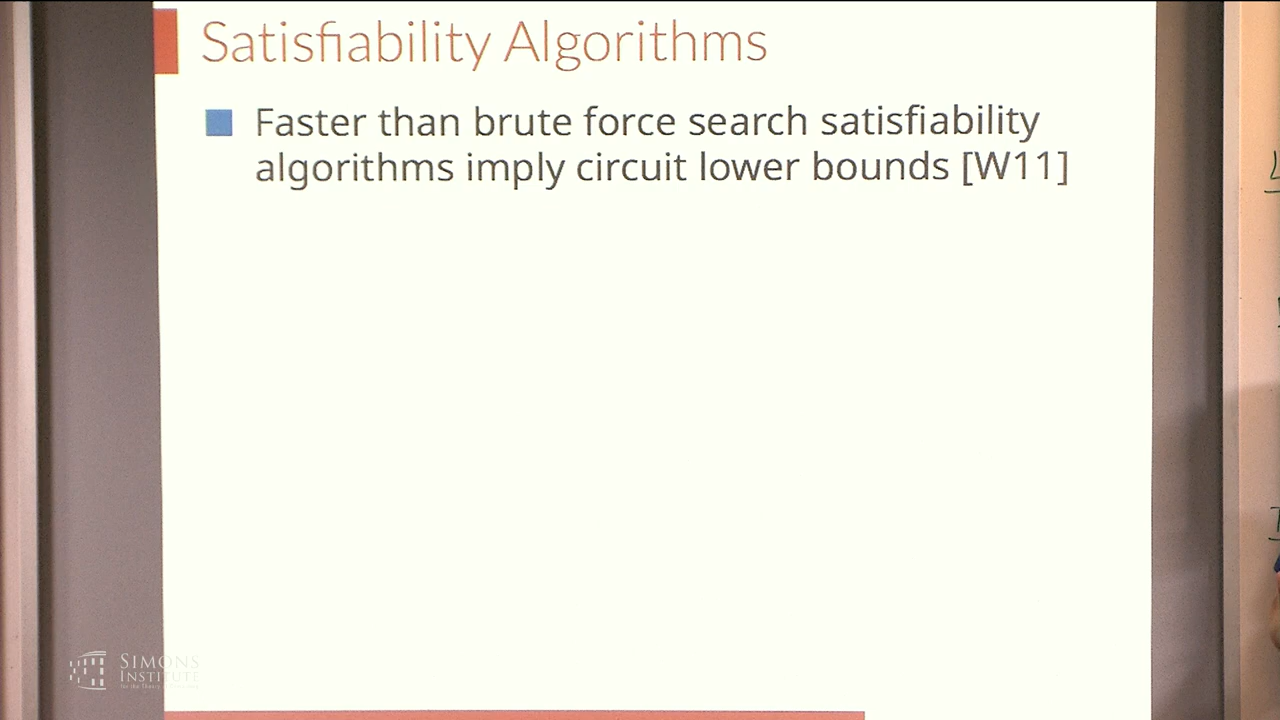 Satisfiability Algorithms
Faster than brute force search satisfiability
algorithms imply circuit lower bounds [W11]
SIMONS
INSTITUTE